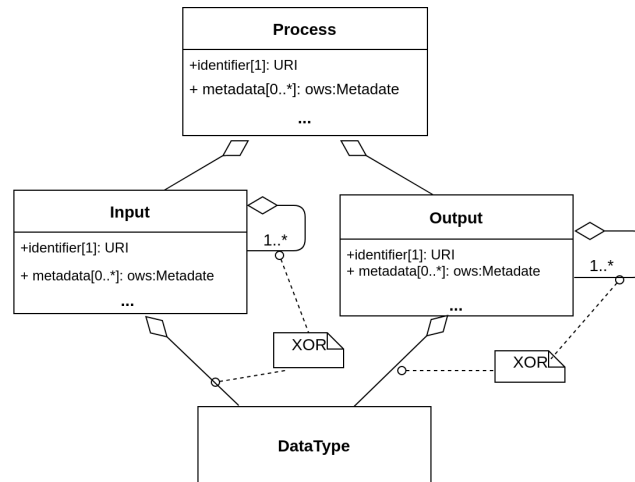 Process
+identifier[1]: URI
+ metadata[0..*]: ows:Metadate
...
Input
+identifier[1]: URI
+ metadata[0..*]: ows:Metadate
...
1..*
Output
+identifier[1]: URI
+ metadata[0..*]: ows:Metadate
...
1..*
XOR
XOR
DataType